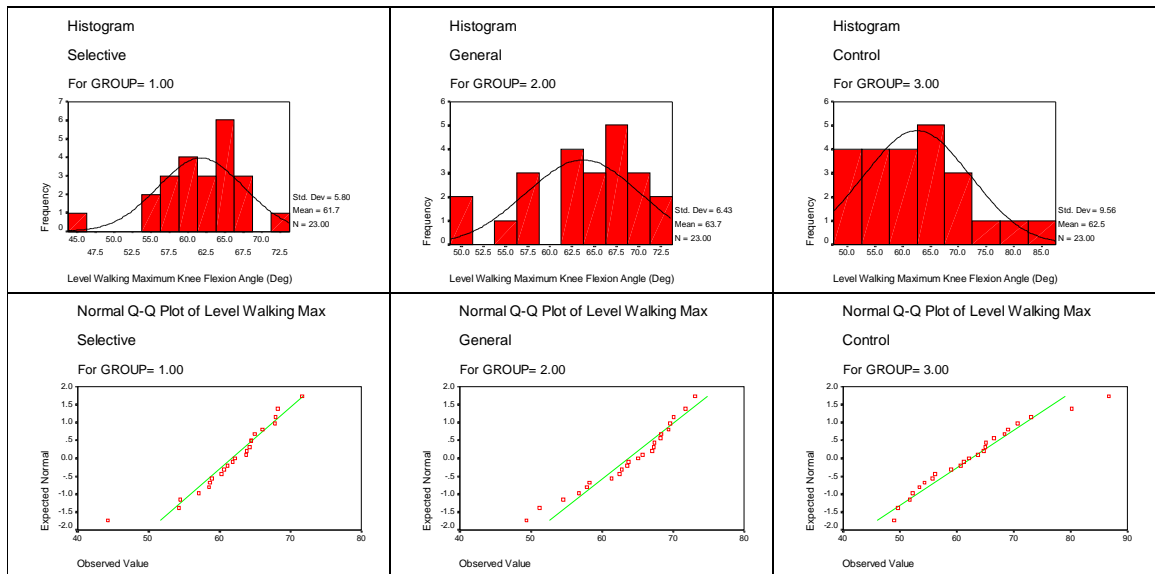 Histogram
Selective
For GROUP= 1.00
7
6
5
4
3
2
1
0
Frequency
45.0 50.0 55.0 60.0 65.0 70.0
47.5 52.5 57.5 62.5 67.5 72.5
Std. Dev = 5.80
Mean = 61.7
N = 23.00
Level Walking Maximum Knee Flexion Angle (Deg)
Histogram
General
For GROUP= 2.00
6
5
4
3
2
1
0
Frequency
50.0 52.5 55.0 57.5 60.0 62.5 65.0 67.5 70.0 72.5
Std. Dev = 6.43
Mean = 63.7
N = 23.00
Level Walking Maximum Knee Flexion Angle (Deg)
Histogram
Control
For GROUP= 3.00
6
5
4
3
2
1
0
Frequency
50.0 55.0 60.0 65.0 70.0 75.0 80.0 85.0
Std. Dev = 9.56
Mean = 62.5
N = 23.00
Level Walking Maximum Knee Flexion Angle (Deg)
Normal Q-Q Plot of Level Walking Max
Selective
For GROUP= 1.00
2.0
1.5
1.0
.5
0.0
-.5
-1.0
-1.5
-2.0
Expected Normal
40 50 60 70 80
Observed Value
Normal Q-Q Plot of Level Walking Max
General
For GROUP= 2.00
2.0
1.5
1.0
.5
0.0
-.5
-1.0
-1.5
-2.0
Expected Normal
40 50 60 70 80
Observed Value
Normal Q-Q Plot of Level Walking Max
Control
For GROUP= 3.00
2.0
1.5
1.0
.5
0.0
-.5
-1.0
-1.5
-2.0
Expected Normal
40 50 60 70 80 90
Observed Value